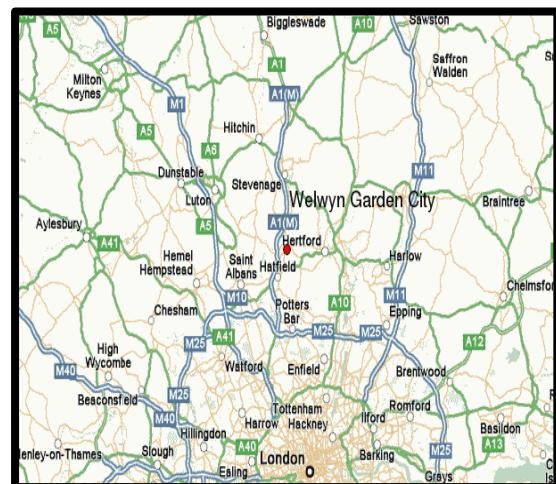 Biggleswade
A10
Sawston
A5
A1
Saffron
Walden
Milton
Keynes
M1
A1(M)
Hitchin
A5
A6
M11
Dunstable
Stevenage
Luton
Welwyn Garden City
Braintree
A5
A1(M)
Aylesbury
A41
Hertford
Hemel
Hempstead
Saint
Albans
Hatfield
Harlow
M10
A10
M11
Chelmsfor
Chesham
Potters
Bar
Epping
M25
A41
M25
M25
A12
High
Wycombe
M40
Watford
Enfield
Brentwood
Beaconsfield
M25
M40
Tottenham
Hackney
Harrow
Ilford
Romford
Basildon
Hillingdon
A40
Barking
M25
A13
Henley-on-Thames
Slough
Ealing
London
Grays